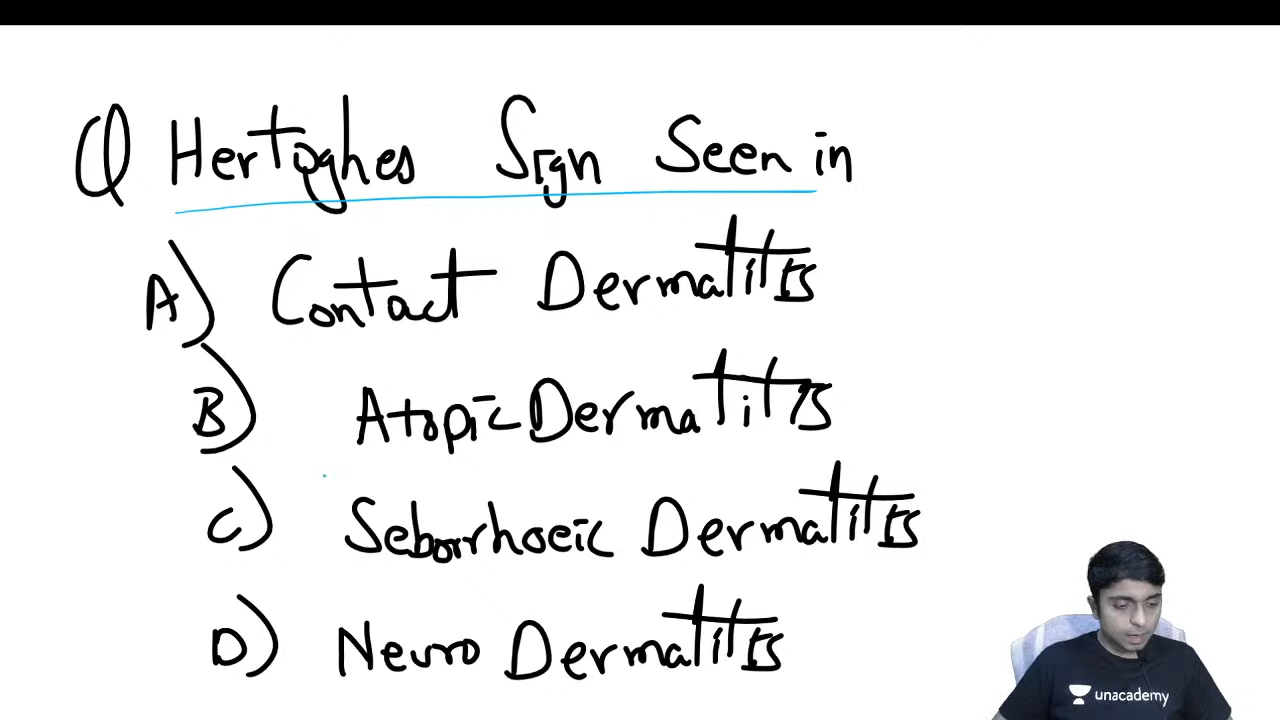 Q Hertoghes Sign Seen in
A) Contact Dermatitis
B) Atopic Dermatitis
C) Seborrhoeic Dermatitis
D) Neuro Dermatitis
unacademy